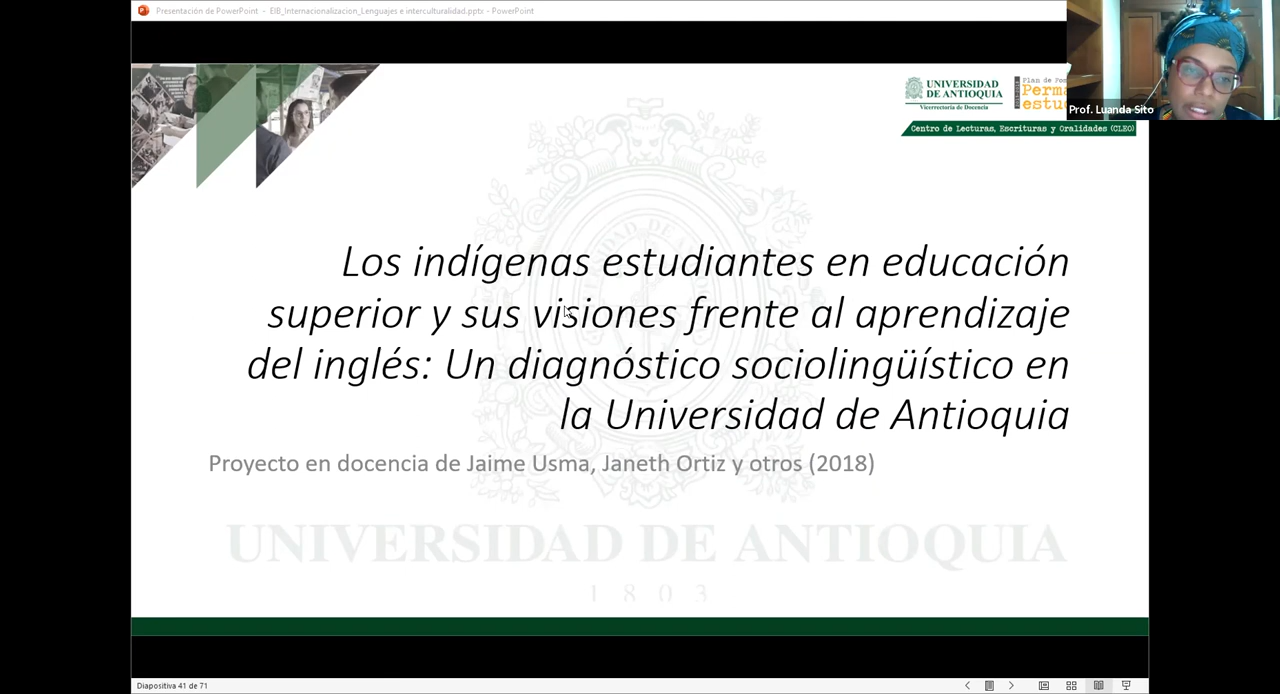 Presentación de PowerPoint - EIB_Internacionalizacion_Lenguajes e interculturalidad.pptx - PowerPoint
UNIVERSIDAD
DE ANTIOQUIA
Vicerrectoría de Docencia
Plan de
Centro de Lecturas, Escrituras y Oralidades (CLEO)
Prof. Luanda Sito
Los indígenas estudiantes en educación
superior y sus visiones frente al aprendizaje
del inglés: Un diagnóstico sociolingüístico en
la Universidad de Antioquia
Proyecto en docencia de Jaime Usma, Janeth Ortiz y otros (2018)
UNIVERSIDAD DE ANTIOQUIA
1803
Diapositiva 41 de 71